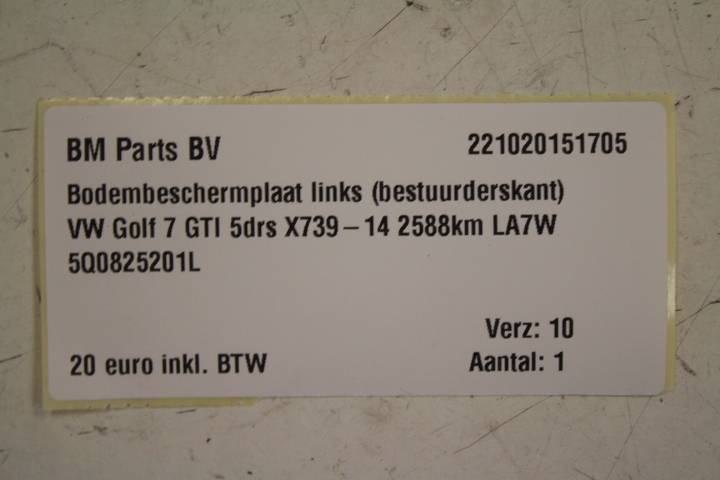 BM Parts BV 221020151705
Bodembeschermplaat links (bestuurderskant)
VW Golf 7 GTI 5drs X739-14 2588km LA7W
5Q0825201L
Verz: 10
20 euro inkl. BTW Aantal: 1